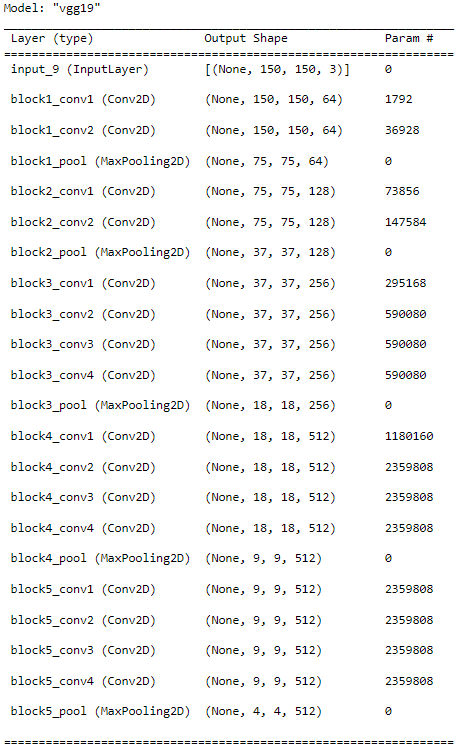 Model: "vgg19"
Layer (type) Output Shape Param #
input_9 (InputLayer) [(None, 150, 150, 3)] 0
block1_conv1 (Conv2D) (None, 150, 150, 64) 1792
block1_conv2 (Conv2D) (None, 150, 150, 64) 36928
block1_pool (MaxPooling2D) (None, 75, 75, 64) 0
block2_conv1 (Conv2D) (None, 75, 75, 128) 73856
block2_conv2 (Conv2D) (None, 75, 75, 128) 147584
block2_pool (MaxPooling2D) (None, 37, 37, 128) 0
block3_conv1 (Conv2D) (None, 37, 37, 256) 295168
block3_conv2 (Conv2D) (None, 37, 37, 256) 590080
block3_conv3 (Conv2D) (None, 37, 37, 256) 590080
block3_conv4 (Conv2D) (None, 37, 37, 256) 590080
block3_pool (MaxPooling2D) (None, 18, 18, 256) 0
block4_conv1 (Conv2D) (None, 18, 18, 512) 1180160
block4_conv2 (Conv2D) (None, 18, 18, 512) 2359808
block4_conv3 (Conv2D) (None, 18, 18, 512) 2359808
block4_conv4 (Conv2D) (None, 18, 18, 512) 2359808
block4_pool (MaxPooling2D) (None, 9, 9, 512) 0
block5_conv1 (Conv2D) (None, 9, 9, 512) 2359808
block5_conv2 (Conv2D) (None, 9, 9, 512) 2359808
block5_conv3 (Conv2D) (None, 9, 9, 512) 2359808
block5_conv4 (Conv2D) (None, 9, 9, 512) 2359808
block5_pool (MaxPooling2D) (None, 4, 4, 512) 0